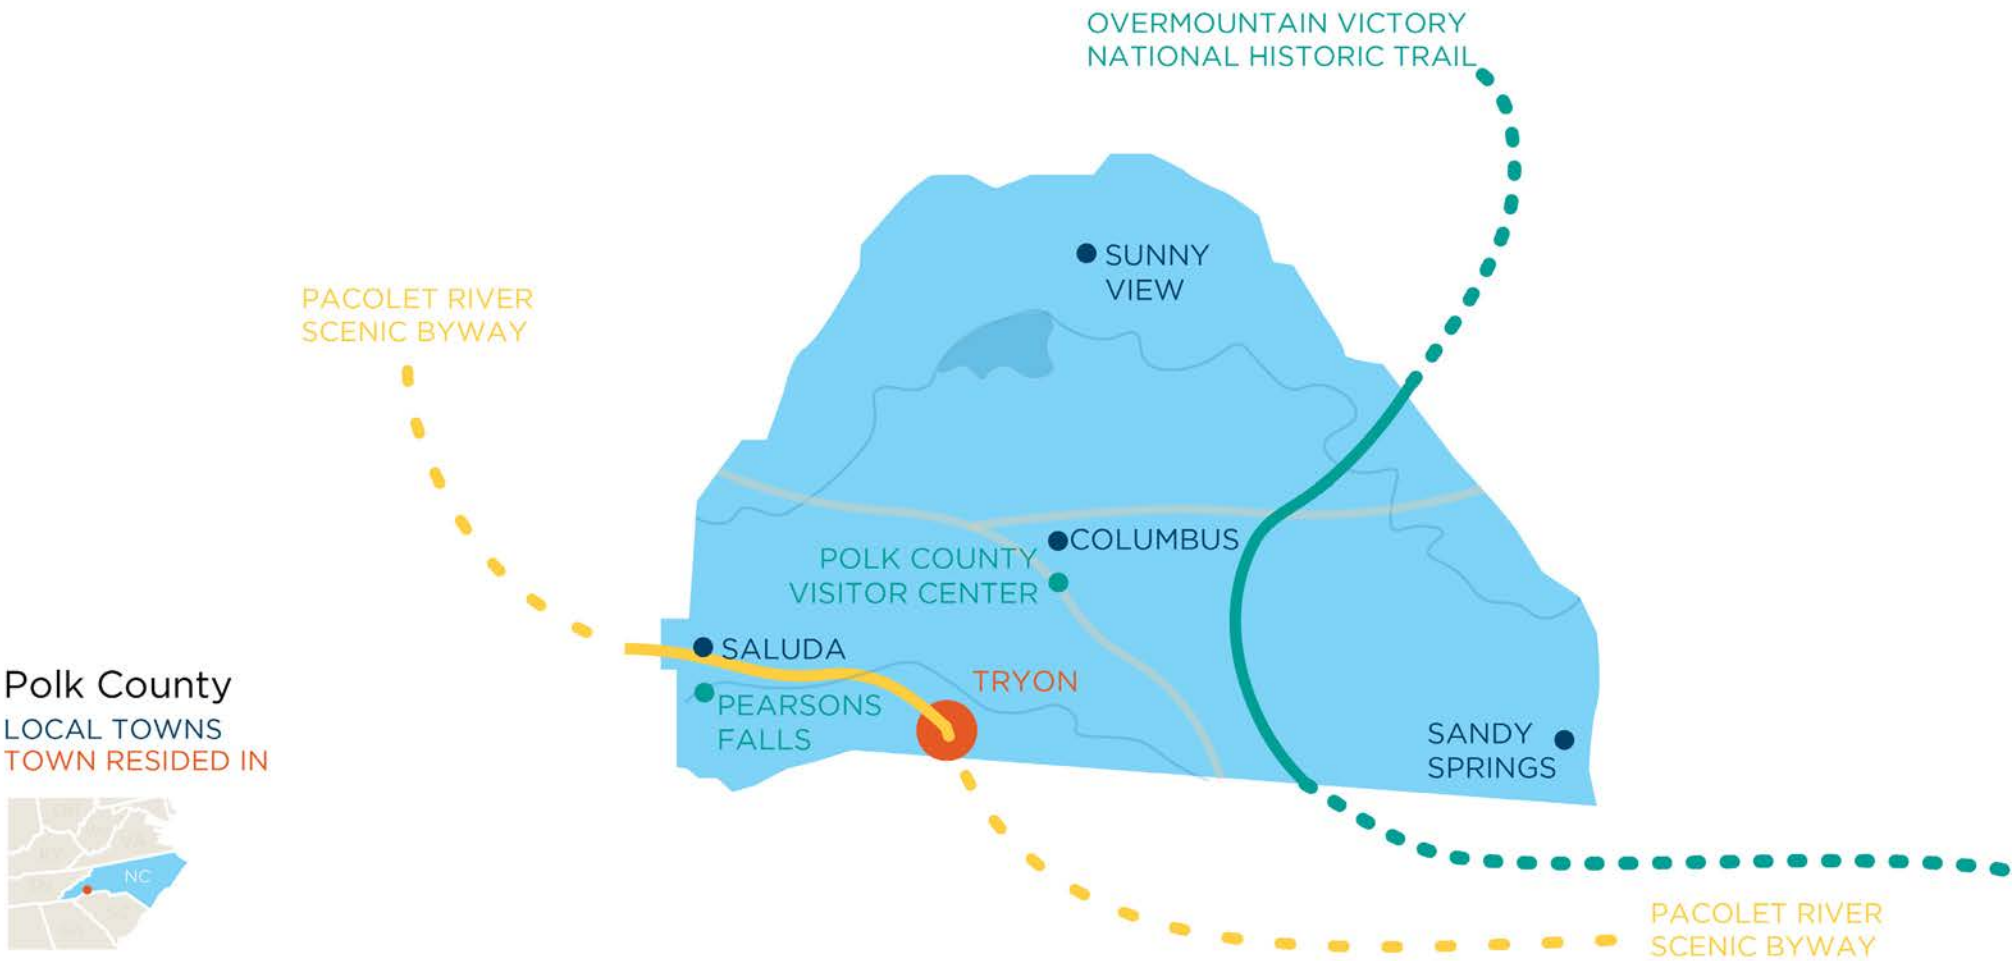 OVERMOUNTAIN VICTORY
NATIONAL HISTORIC TRAIL
SUNNY
VIEW
PACOLET RIVER
SCENIC BYWAY
COLUMBUS
POLK COUNTY
VISITOR CENTER
SALUDA
TRYON
PEARSONS
FALLS
SANDY
SPRINGS
Polk County
LOCAL TOWNS
TOWN RESIDED IN
NC
PACOLET RIVER
SCENIC BYWAY